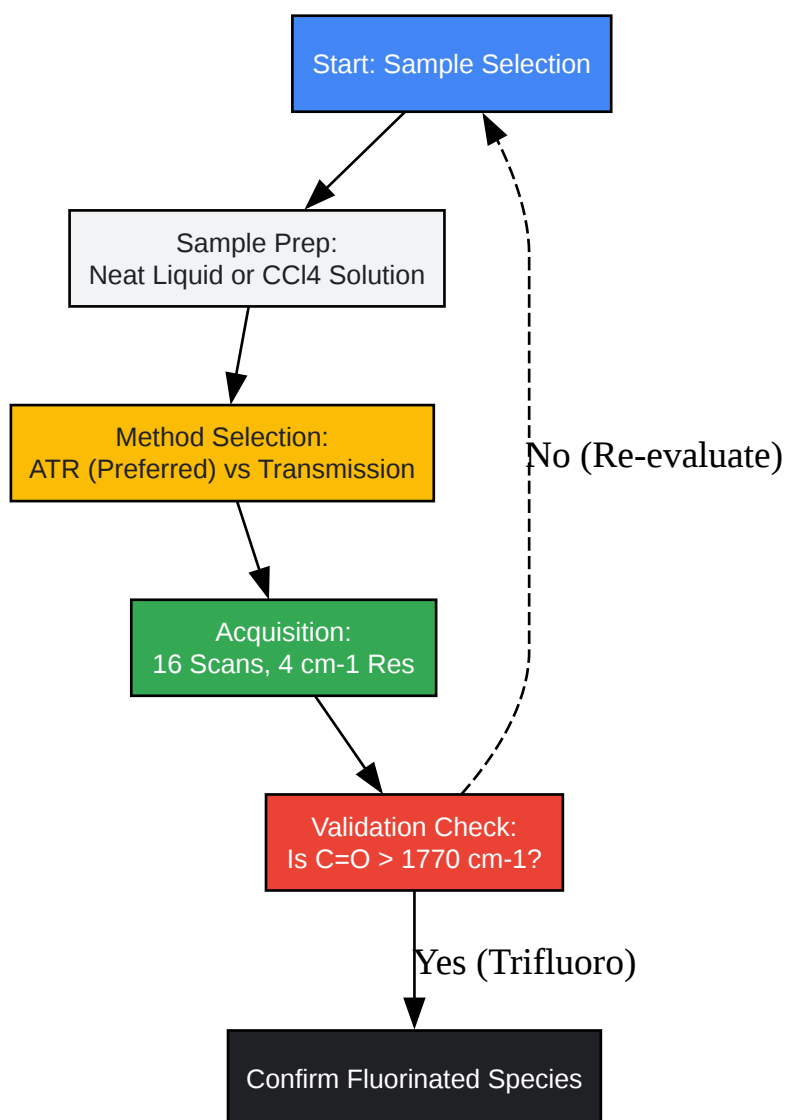 Start: Sample Selection
Sample Prep:
Neat Liquid or CCl4 Solution
Method Selection:
ATR (Preferred) vs Transmission
No (Re-evaluate)
Acquisition:
16 Scans, 4 cm-1 Res
Validation Check:
Is C=O > 1770 cm-1?
Yes (Trifluoro)
Confirm Fluorinated Species